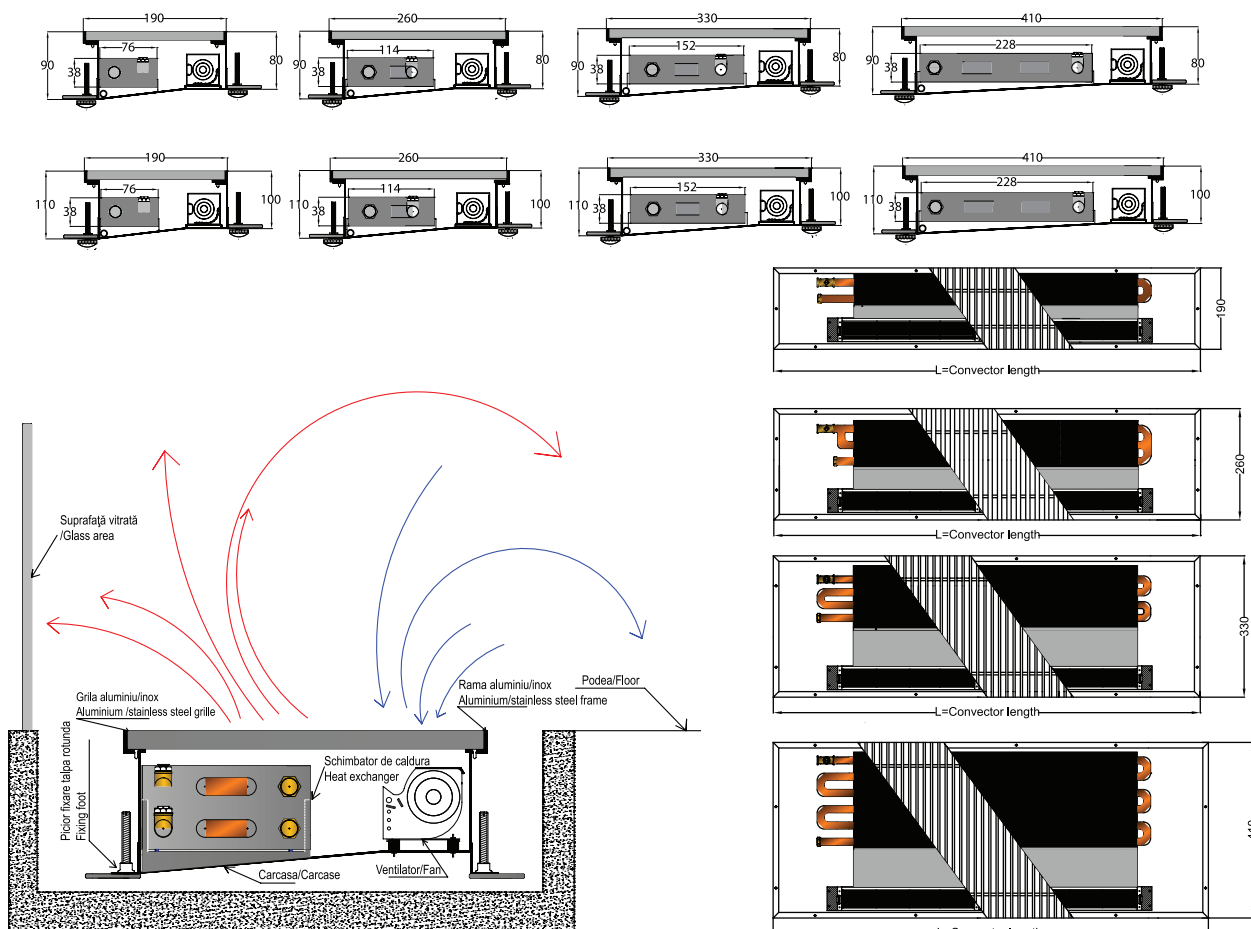 190
76
90
38
80
260
114
90
38
80
330
152
90
38
80
410
228
90
38
80
190
76
110
38
100
260
114
110
38
100
330
152
110
38
100
410
228
110
38
100
190
L=Convector length
260
L=Convector length
330
L=Convector length
Suprafaţă vitrată
/Glass area
Grila aluminiu/inox
Aluminium /stainless steel grille
Rama aluminiu/inox
Aluminium/stainless steel frame
Podea/Floor
Schimbator de caldura
Heat exchanger
Picior fixare talpa rotunda
Fixing foot
Carcasa/Carcase
Ventilator/Fan
L=Convector length